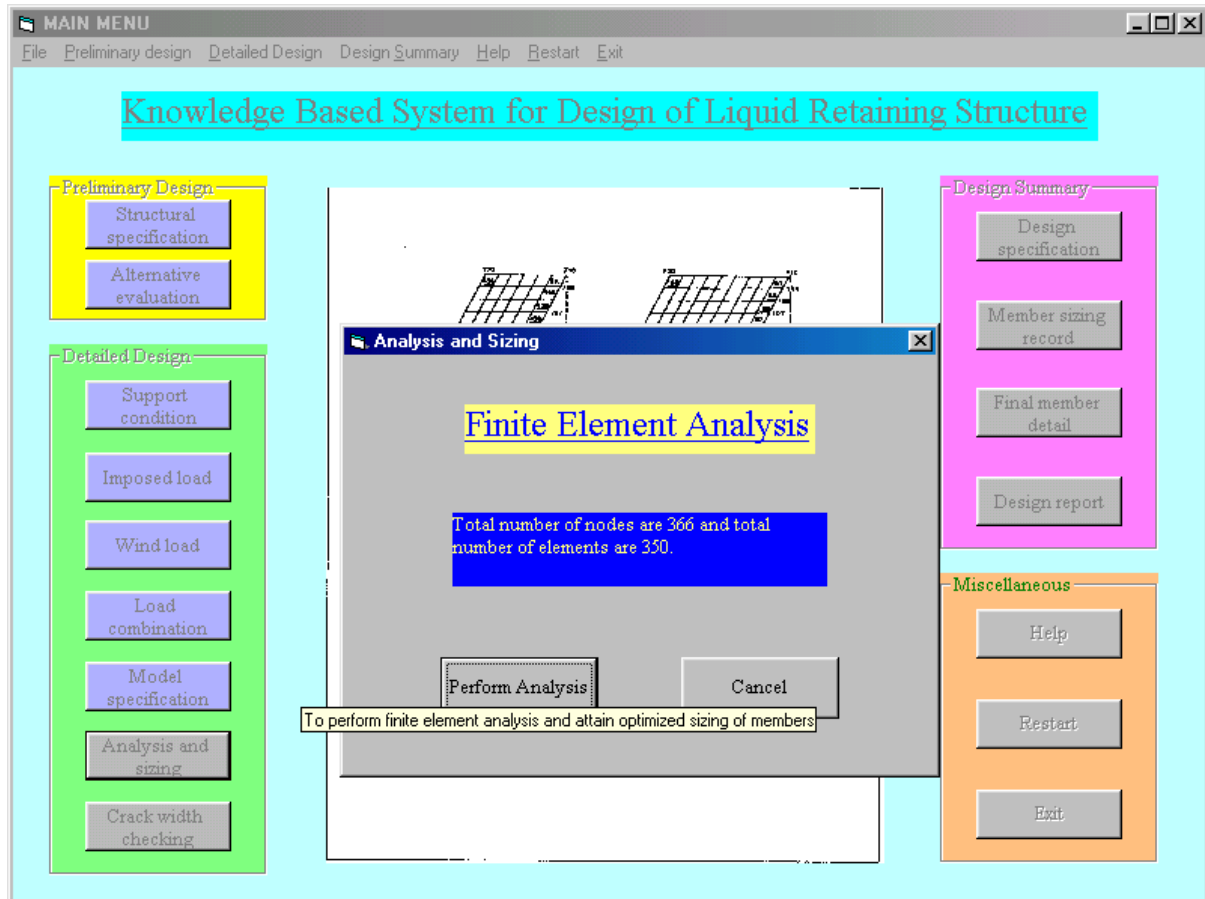 MAIN MENU
File Preliminary design Detailed Design Design Summary Help Restart Exit
Knowledge Based System for Design of Liquid Retaining Structure
Preliminary Design
Structural
specification
Alternative
evaluation
Detailed Design
Support
condition
Imposed load
Wind load
Load
combination
Model
specification
Analysis and
sizing
Crack width
checking
Analysis and Sizing
Finite Element Analysis
Total number of nodes are 366 and total
number of elements are 350.
Perform Analysis
Cancel
To perform finite element analysis and attain optimized sizing of members
Design Summary
Design
specification
Member sizing
record
Final member
detail
Design report
Miscellaneous
Help
Restart
Exit